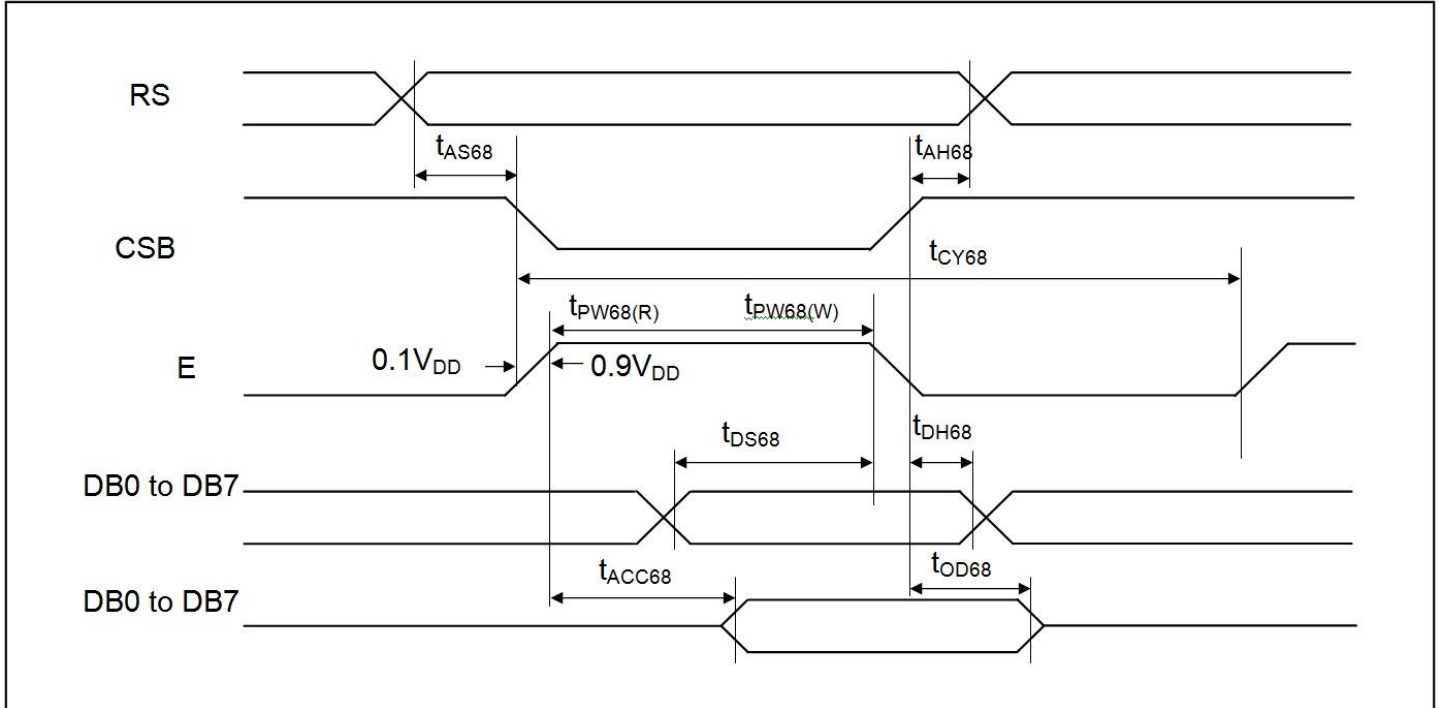 RS
tAS68
tAH68
CSB
tCY68
tPW68(R)
tPW68(W)
E
0.1VDD
0.9VDD
tDS68
tDH68
DB0 to DB7
tACC68
tOD68
DB0 to DB7